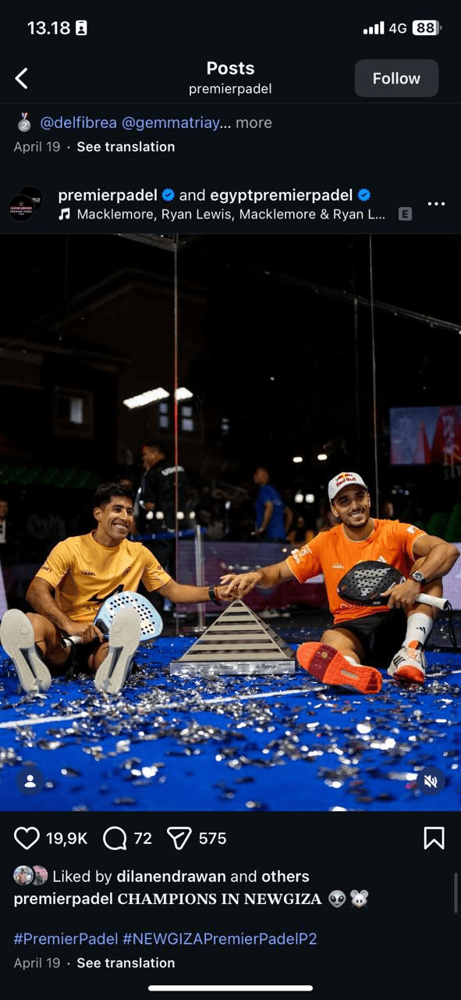 13.18
4G 88
Posts
premierpadel
Follow
🥈 @delfibrea @gemmatriay... more
April 19 · See translation
premierpadel and egyptpremierpadel
Macklemore, Ryan Lewis, Macklemore & Ryan L... E
Red Bull
19,9K 72 575
Liked by dilanendrawan and others
premierpadel CHAMPIONS IN NEWGIZA 👽🐭
#PremierPadel #NEWGIZAPremierPadelP2
April 19 · See translation